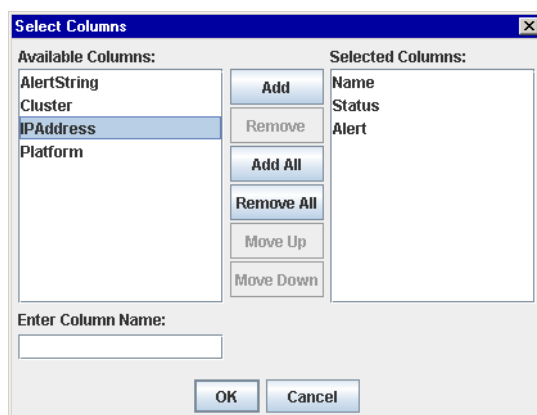 Select Columns
Available Columns:
AlertString
Cluster
IPAddress
Platform
Add
Remove
Add All
Remove All
Move Up
Move Down
Selected Columns:
Name
Status
Alert
Enter Column Name:
OK
Cancel